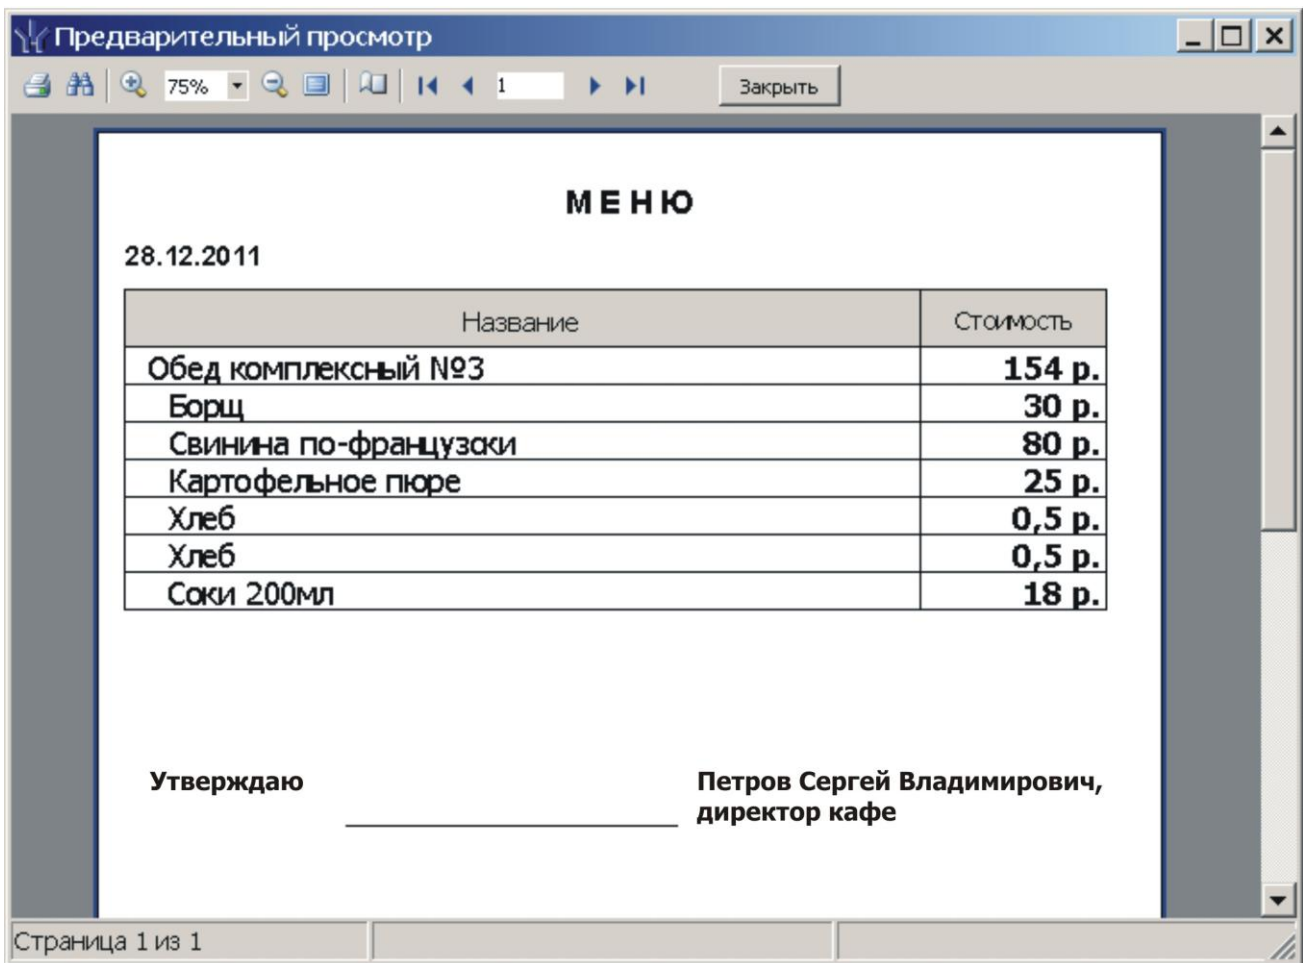 Предварительный просмотр
75% 1 Закрыть
МЕНЮ
28.12.2011
Название Стоимость
Обед комплексный №3 154 р.
Борщ 30 р.
Свинина по-французски 80 р.
Картофельное пюре 25 р.
Хлеб 0,5 р.
Хлеб 0,5 р.
Соки 200мл 18 р.
Утверждаю Петров Сергей Владимирович,
директор кафе
Страница 1 из 1